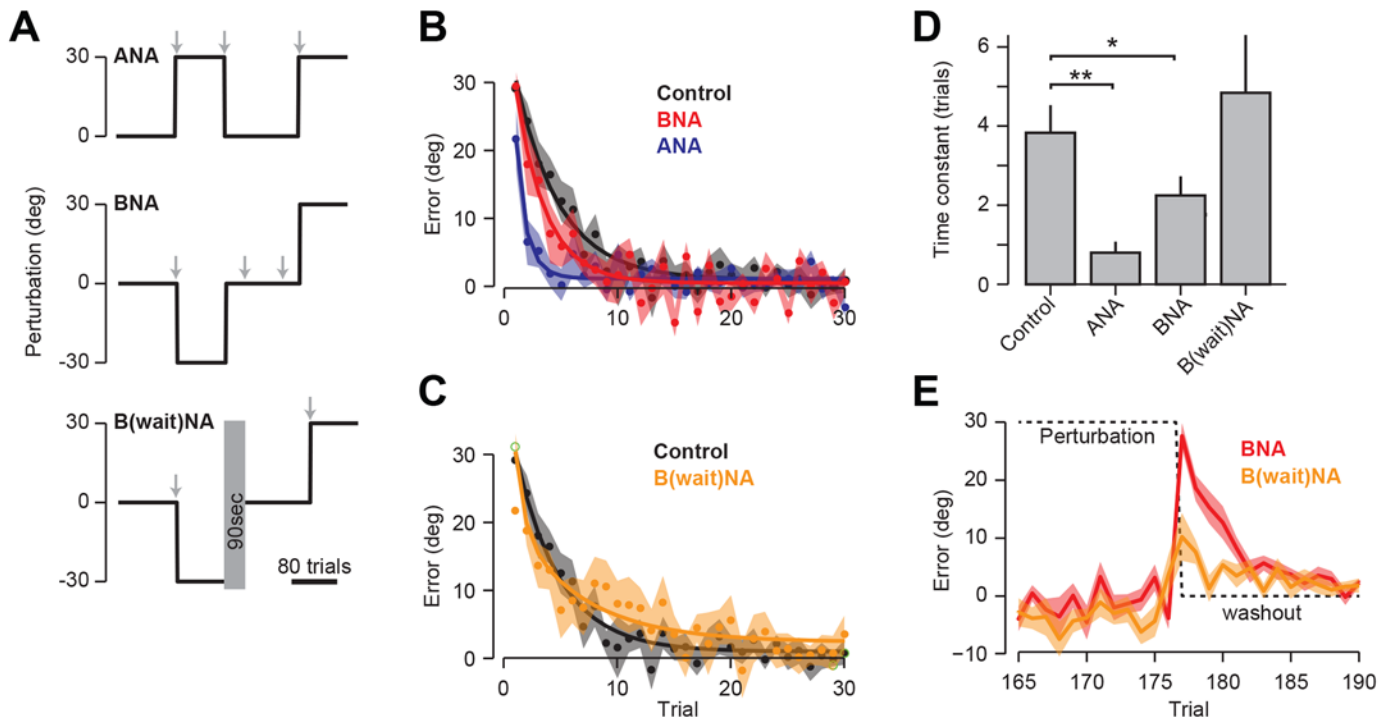 A
ANA
30
0
BNA
30
0
-30
B(wait)NA
30
0
-30
90sec
80 trials
Perturbation (deg)
B
Control
BNA
ANA
Error (deg)
30
20
10
0
0
10
20
30
C
Control
B(wait)NA
Error (deg)
30
20
10
0
0
10
20
30
Trial
D
*
**
Time constant (trials)
6
4
2
0
Control
ANA
BNA
B(wait)NA
E
Perturbation
BNA
B(wait)NA
washout
Error (deg)
30
20
10
0
−10
165
170
175
180
185
190
Trial